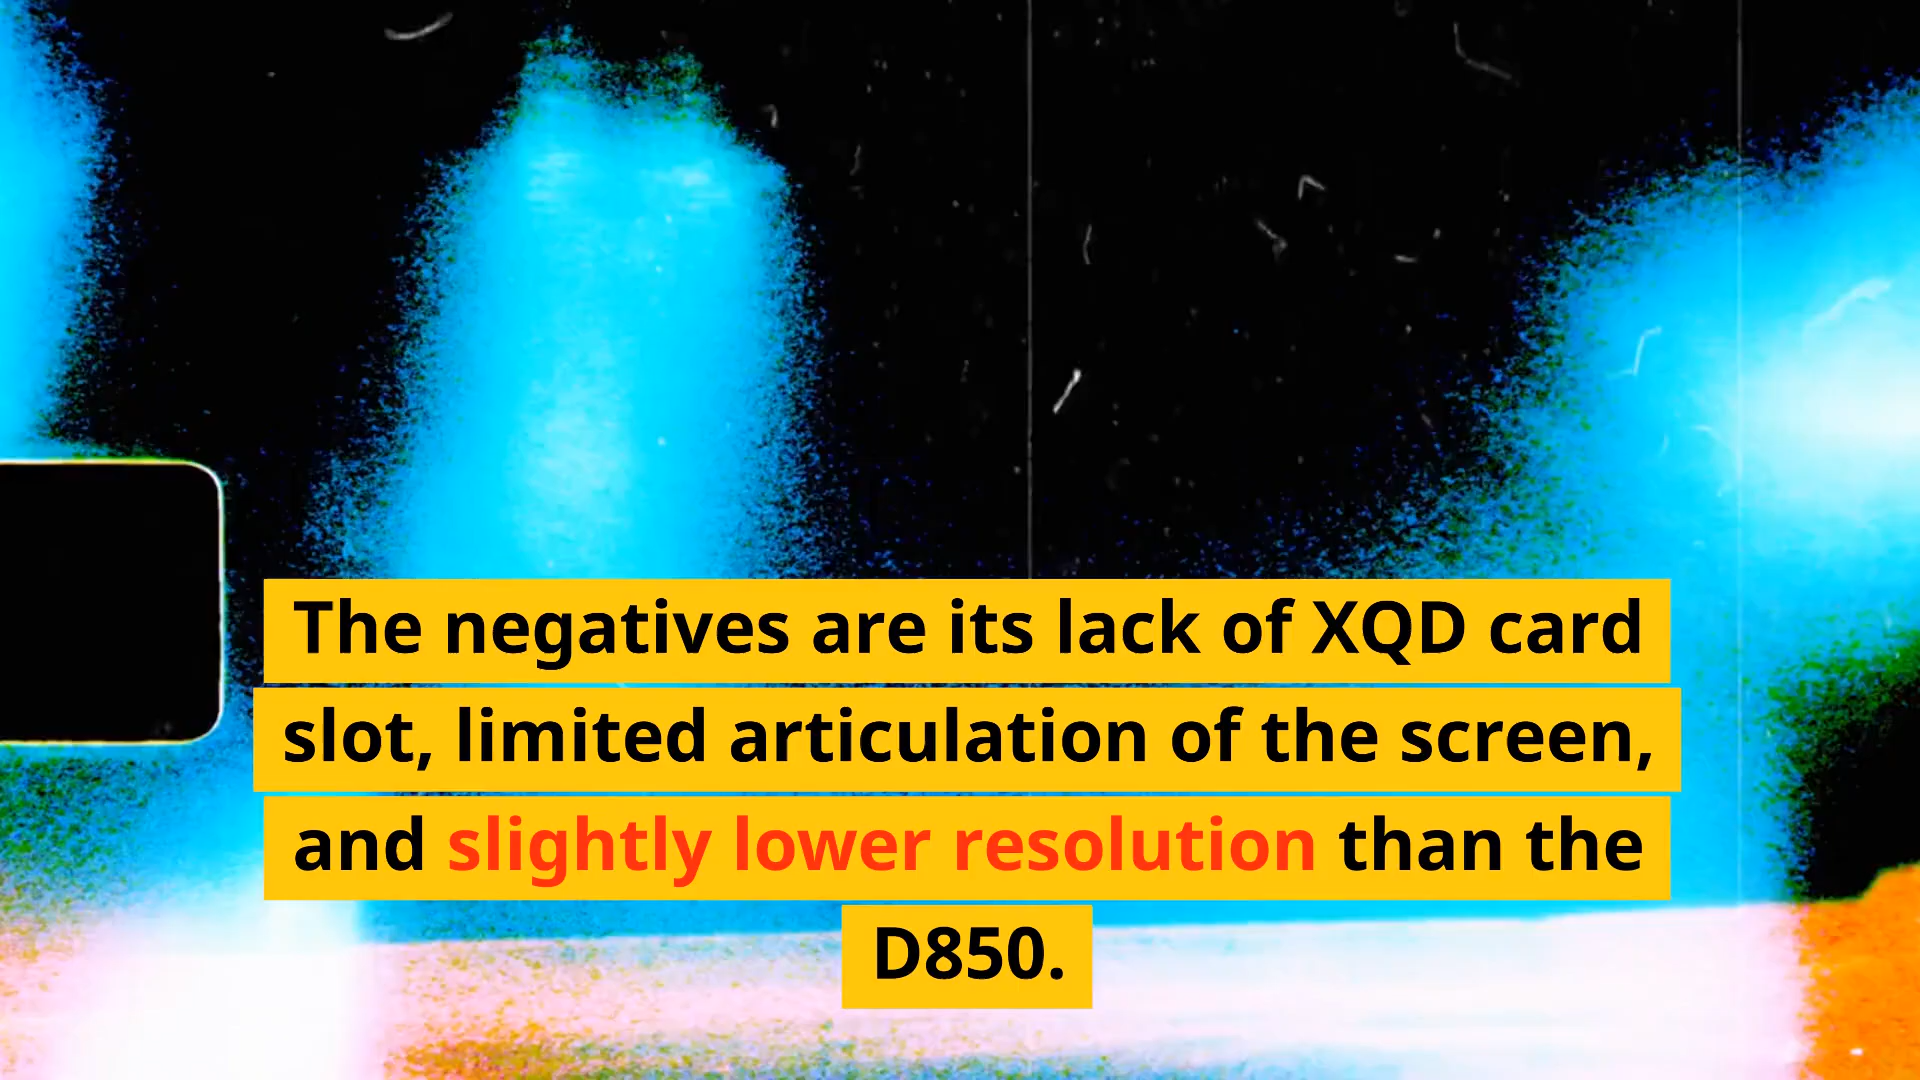 The negatives are its lack of XQD card
slot, limited articulation of the screen,
and slightly lower resolution than the
D850.